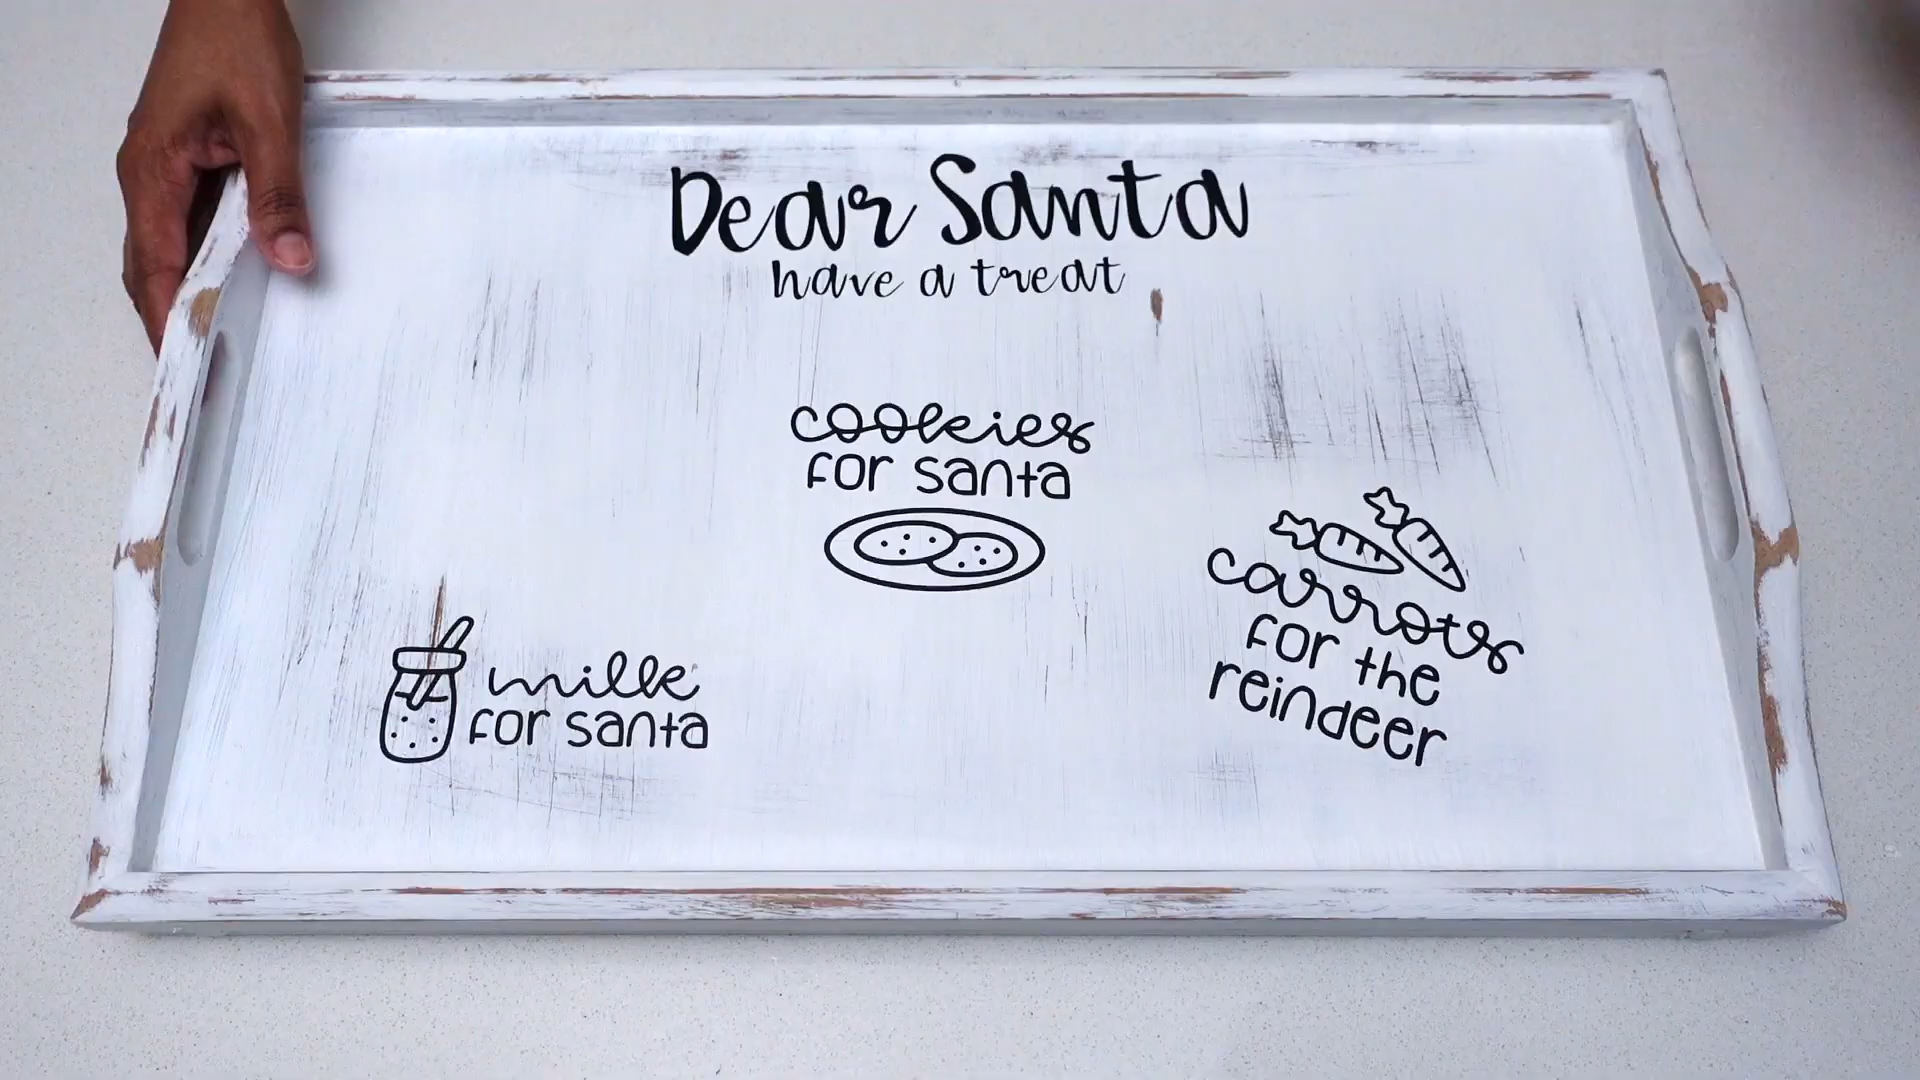 Dear Santa
have a treat
cookies
for santa
milk
for santa
carrots
for the
reindeer